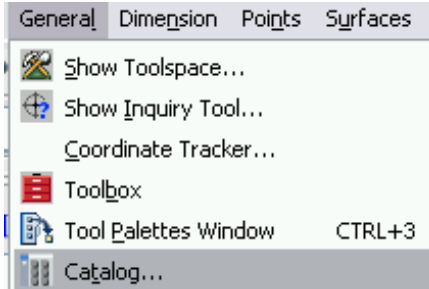 General Dimension Points Surfaces
Show Toolspace...
Show Inquiry Tool...
Coordinate Tracker...
Toolbox
Tool Palettes Window CTRL+3
Catalog...